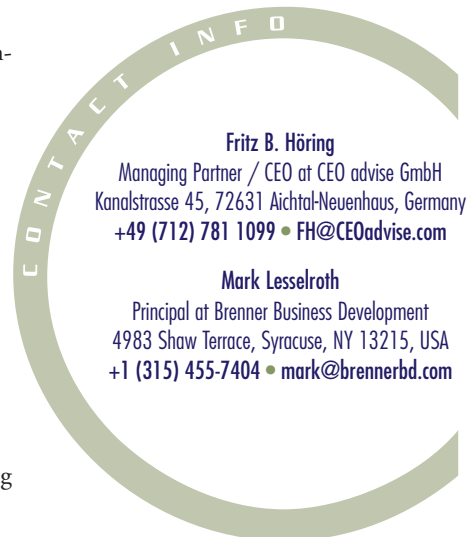 n-
CONTACT INFO
Fritz B. Höring
Managing Partner / CEO at CEO advise GmbH
Kanalstrasse 45, 72631 Aichtal-Neuenhaus, Germany
+49 (712) 781 1099 • FH@CEOadvise.com
Mark Lesselroth
Principal at Brenner Business Development
4983 Shaw Terrace, Syracuse, NY 13215, USA
+1 (315) 455-7404 • mark@brennerbd.com
g